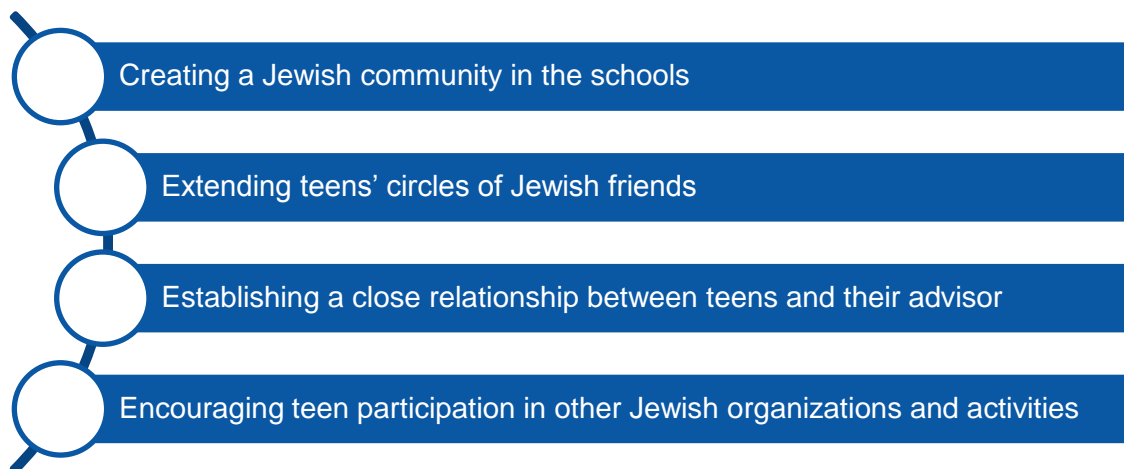 Creating a Jewish community in the schools
Extending teens’ circles of Jewish friends
Establishing a close relationship between teens and their advisor
Encouraging teen participation in other Jewish organizations and activities